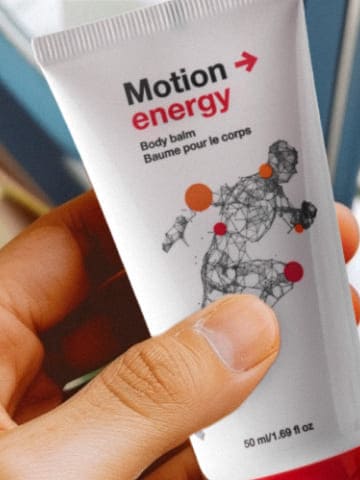 Motion →
energy
Body balm
Baume pour le corps
50 ml/1.69 fl oz